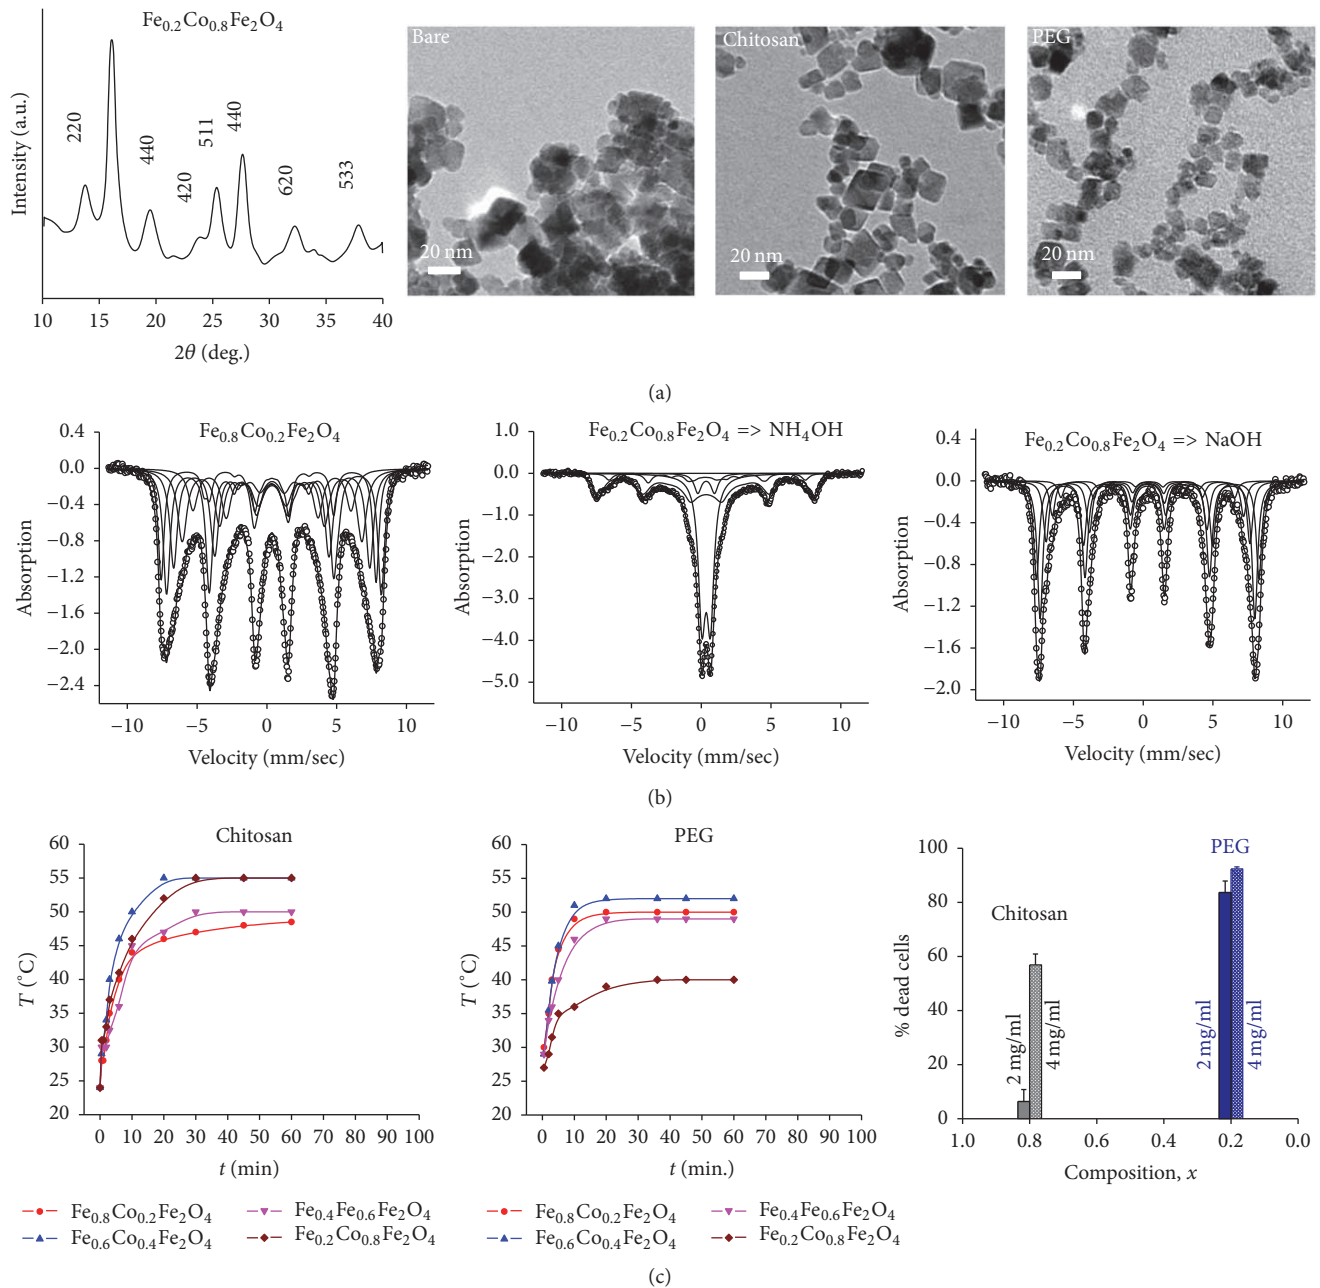 Fe0.2Co0.8Fe2O4
Intensity (a.u.)
220
440
420
511
440
620
533
10 15 20 25 30 35 40
2θ (deg.)
Bare
20 nm
Chitosan
20 nm
PEG
20 nm
(a)
Fe0.8Co0.2Fe2O4
Absorption
0.4
0.0
−0.4
−0.8
−1.2
−1.6
−2.0
−2.4
−10 −5 0 5 10
Velocity (mm/sec)
Fe0.2Co0.8Fe2O4 => NH4OH
Absorption
1.0
0.0
−1.0
−2.0
−3.0
−4.0
−5.0
−10 −5 0 5 10
Velocity (mm/sec)
Fe0.2Co0.8Fe2O4 => NaOH
Absorption
0.4
0.0
−0.4
−0.8
−1.2
−1.6
−2.0
−10 −5 0 5 10
Velocity (mm/sec)
(b)
Chitosan
T (°C)
60
55
50
45
40
35
30
25
20
0 10 20 30 40 50 60 70 80 90 100
t (min)
Fe0.8Co0.2Fe2O4
Fe0.6Co0.4Fe2O4
Fe0.4Fe0.6Fe2O4
Fe0.2Co0.8Fe2O4
PEG
T (°C)
60
55
50
45
40
35
30
25
20
0 10 20 30 40 50 60 70 80 90 100
t (min.)
Fe0.8Co0.2Fe2O4
Fe0.6Co0.4Fe2O4
Fe0.4Fe0.6Fe2O4
Fe0.2Co0.8Fe2O4
% dead cells
100
80
60
40
20
0
Chitosan
2 mg/ml
4 mg/ml
PEG
2 mg/ml
4 mg/ml
1.0 0.8 0.6 0.4 0.2 0.0
Composition, x
(c)